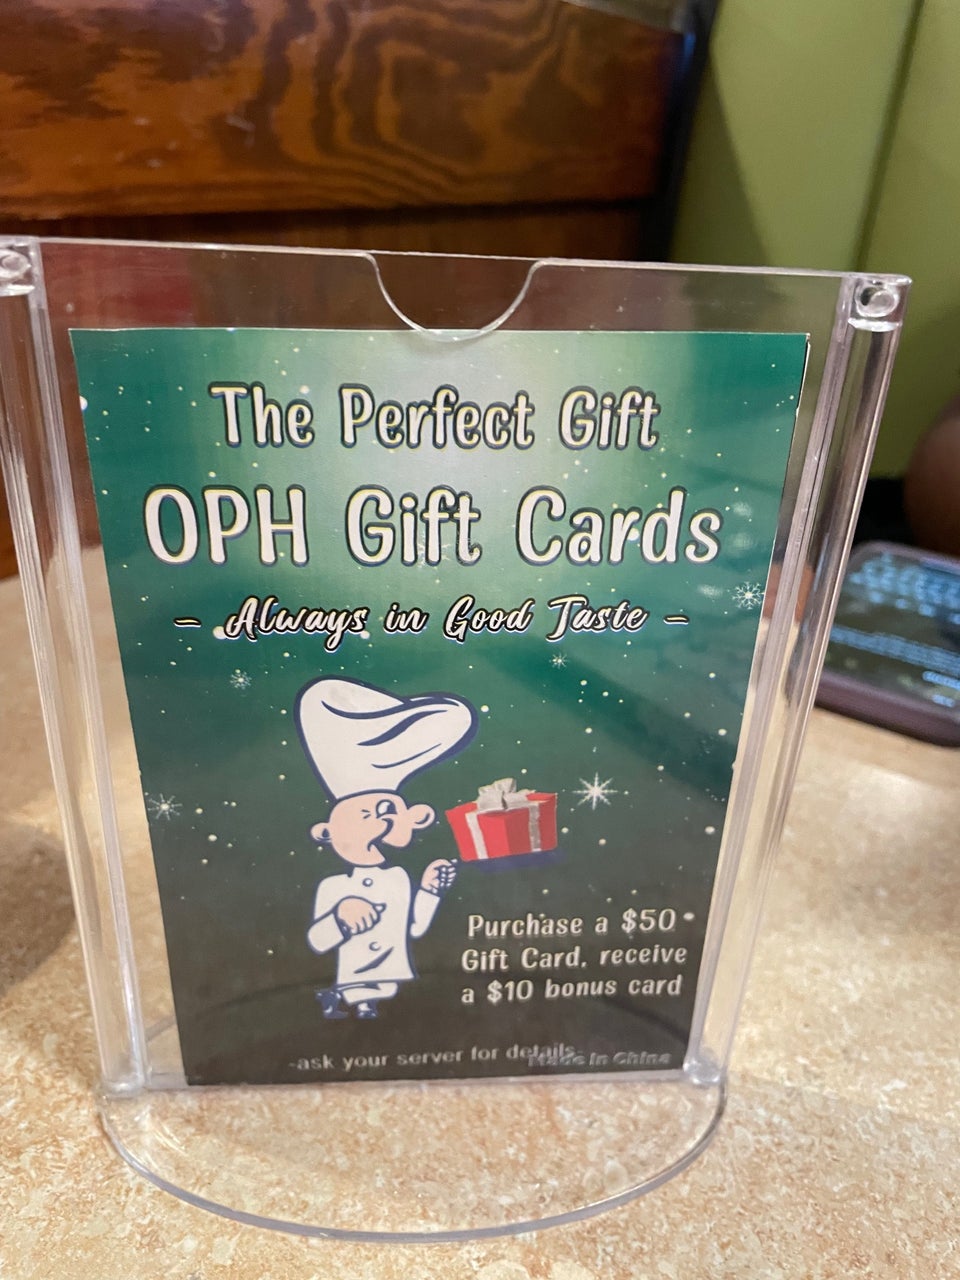 The Perfect Gift
OPH Gift Cards
- Always in Good Taste -
Purchase a $50
Gift Card, receive
a $10 bonus card
-ask your server for details-
Made In China